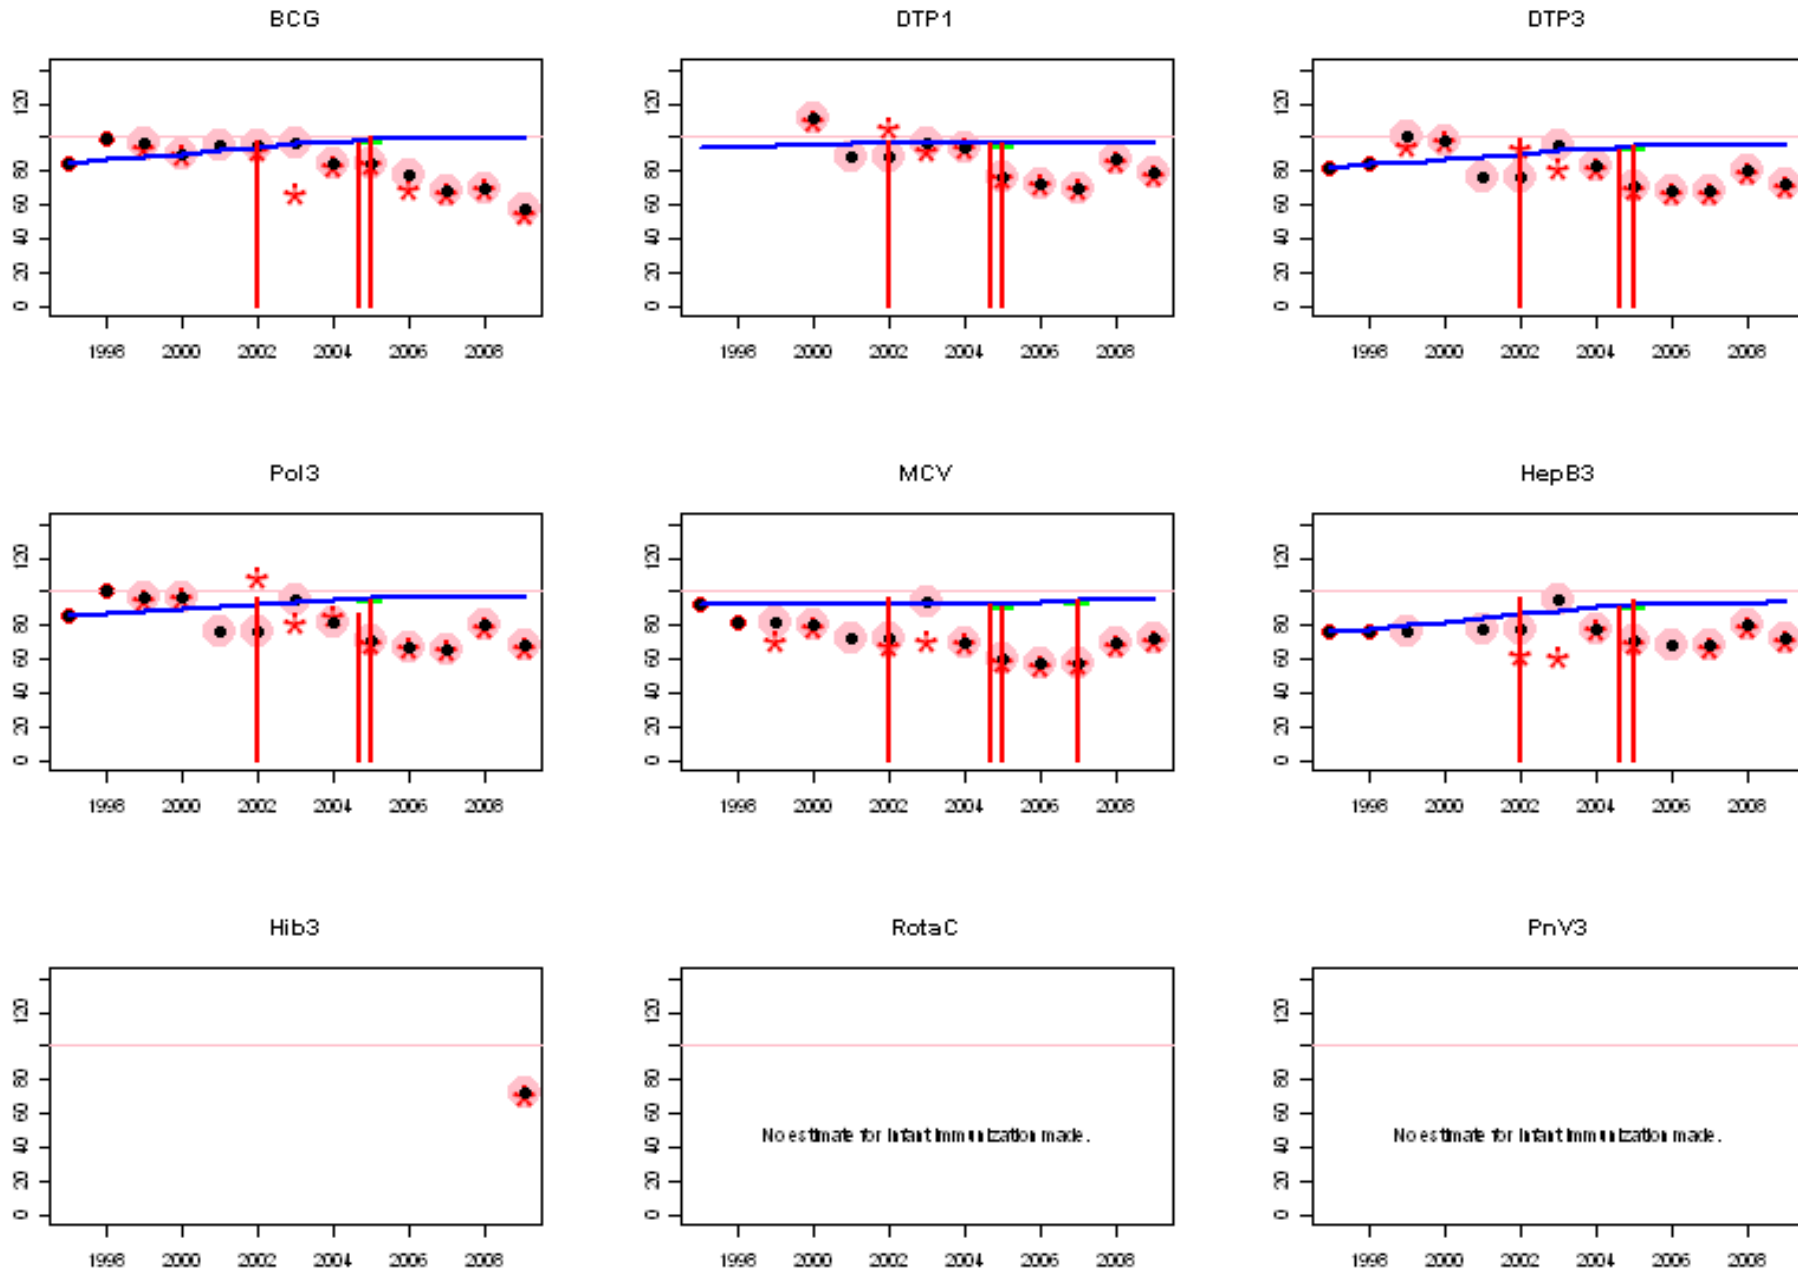 BCG DTP1 DTP3
120 120 120
80 80 80
60 60 60
40 40 40
20 20 20
0 0 0
1998 2000 2002 2004 2006 2008 1998 2000 2002 2004 2006 2008 1998 2000 2002 2004 2006 2008
Pol3 MCV HepB3
120 120 120
80 80 80
60 60 60
40 40 40
20 20 20
0 0 0
1998 2000 2002 2004 2006 2008 1998 2000 2002 2004 2006 2008 1998 2000 2002 2004 2006 2008
Hib3 RotaC PnV3
120 120 120
80 80 80
60 60 60
No estimate for infant immunization made. No estimate for infant immunization made.
40 40 40
20 20 20
0 0 0
1998 2000 2002 2004 2006 2008 1998 2000 2002 2004 2006 2008 1998 2000 2002 2004 2006 2008